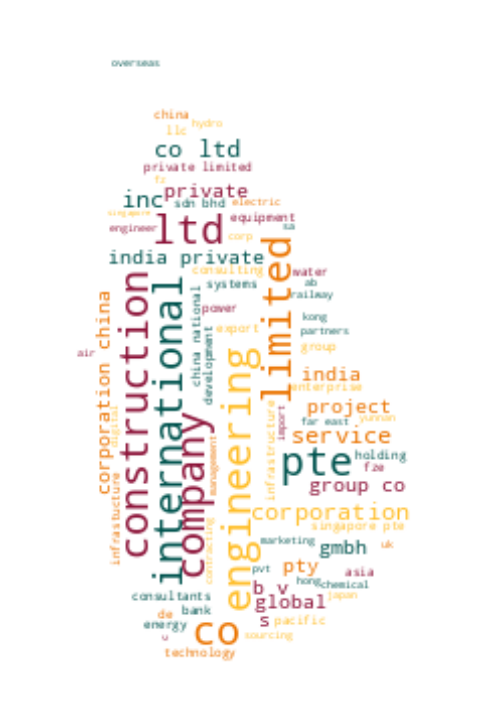 overseas
china
hydro
llc
co ltd
private limited
fz
private
inc
sdn bhd
electric
singapore
equipment
ltd
engineer
sa
corp
limited
india private
consulting
water
construction
international
systems
ab
railway
china national
corporation china
power
kong
export
partners
development
group
air
engineering
india
enterprise
company
project
infrastructure
import
yunnan
far east
digital
service
management
pte
holding
fze
infrastucture
group co
corporation
contracting
singapore pte
marketing
gmbh
uk
pty
pvt
asia
hong
chemical
b v
consultants
japan
global
bank
de
s
pacific
energy
co
sourcing
u
technology